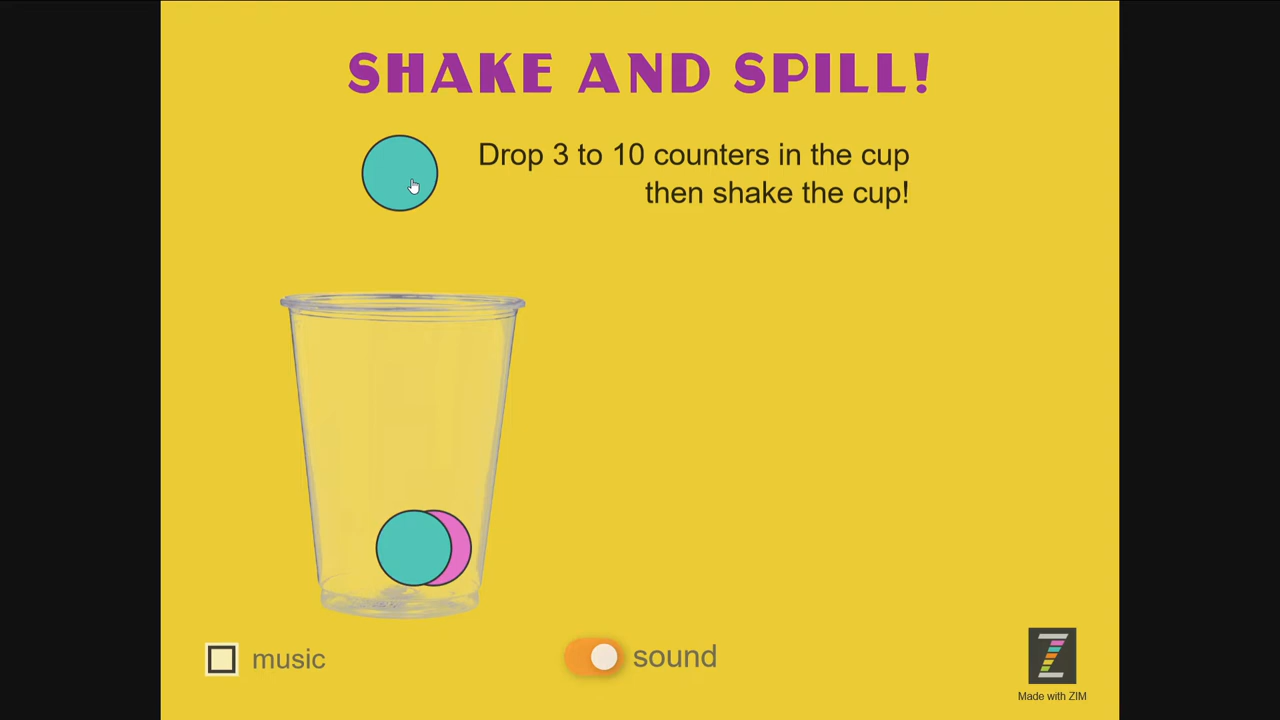 SHAKE AND SPILL!
Drop 3 to 10 counters in the cup
then shake the cup!
music
sound
Z
Made with ZIM